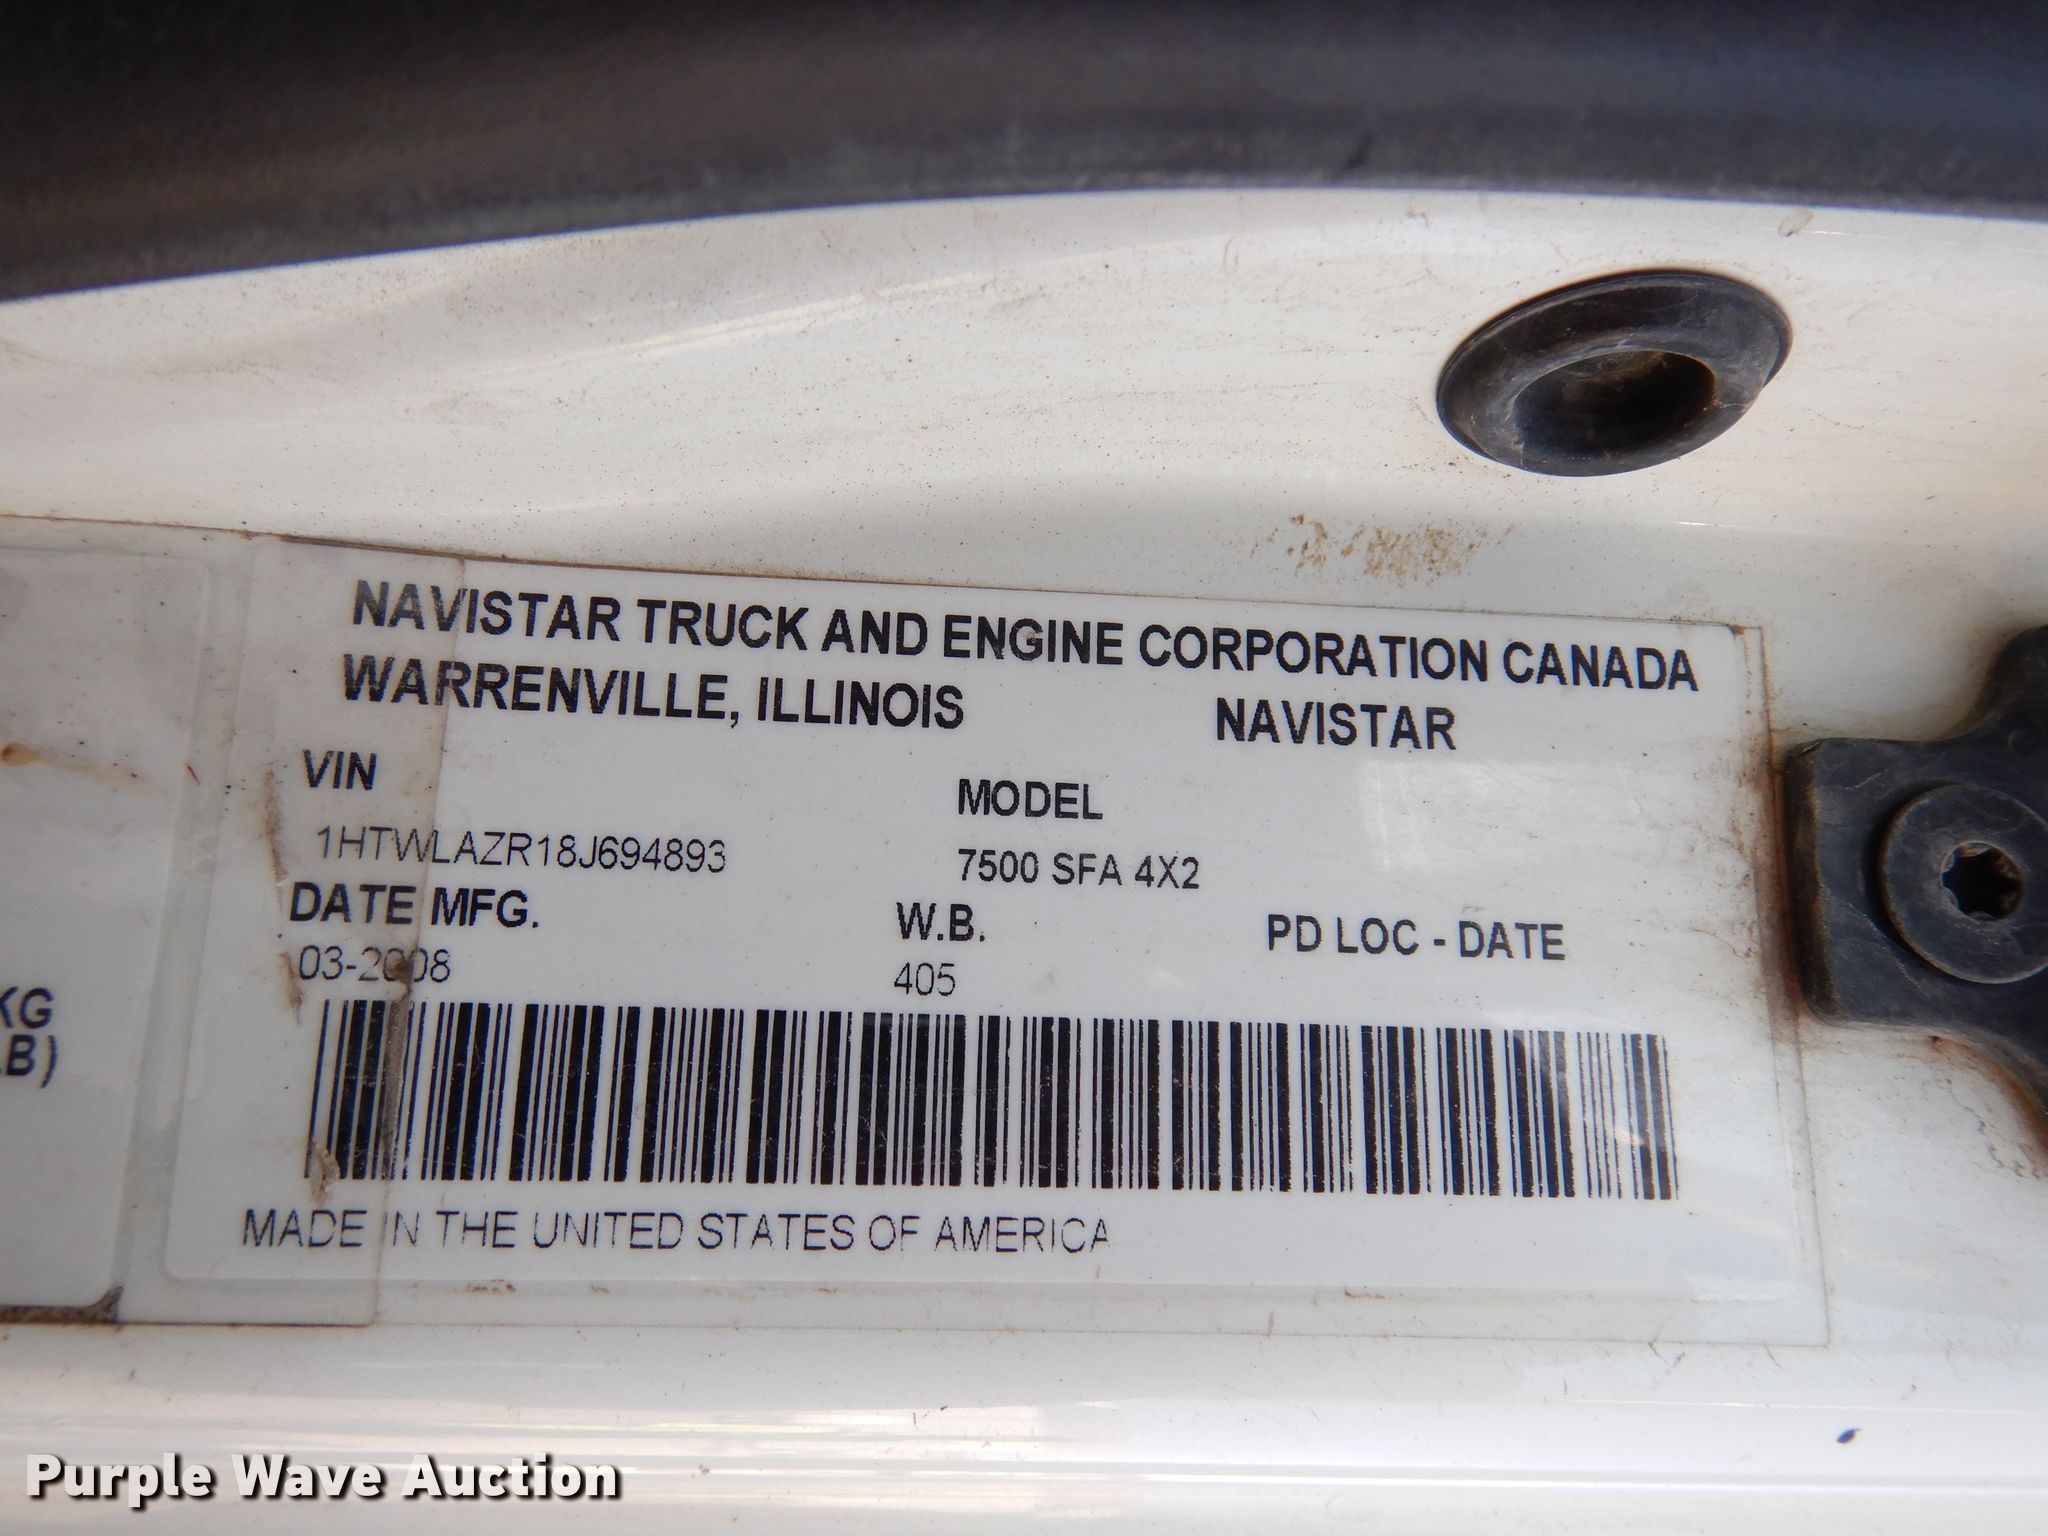 NAVISTAR TRUCK AND ENGINE CORPORATION CANADA
WARRENVILLE, ILLINOIS NAVISTAR
VIN MODEL
1HTWLAZR18J694893 7500 SFA 4X2
DATE MFG. W.B. PD LOC - DATE
03-2008 405
KG
LB)
MADE IN THE UNITED STATES OF AMERICA
Purple Wave Auction